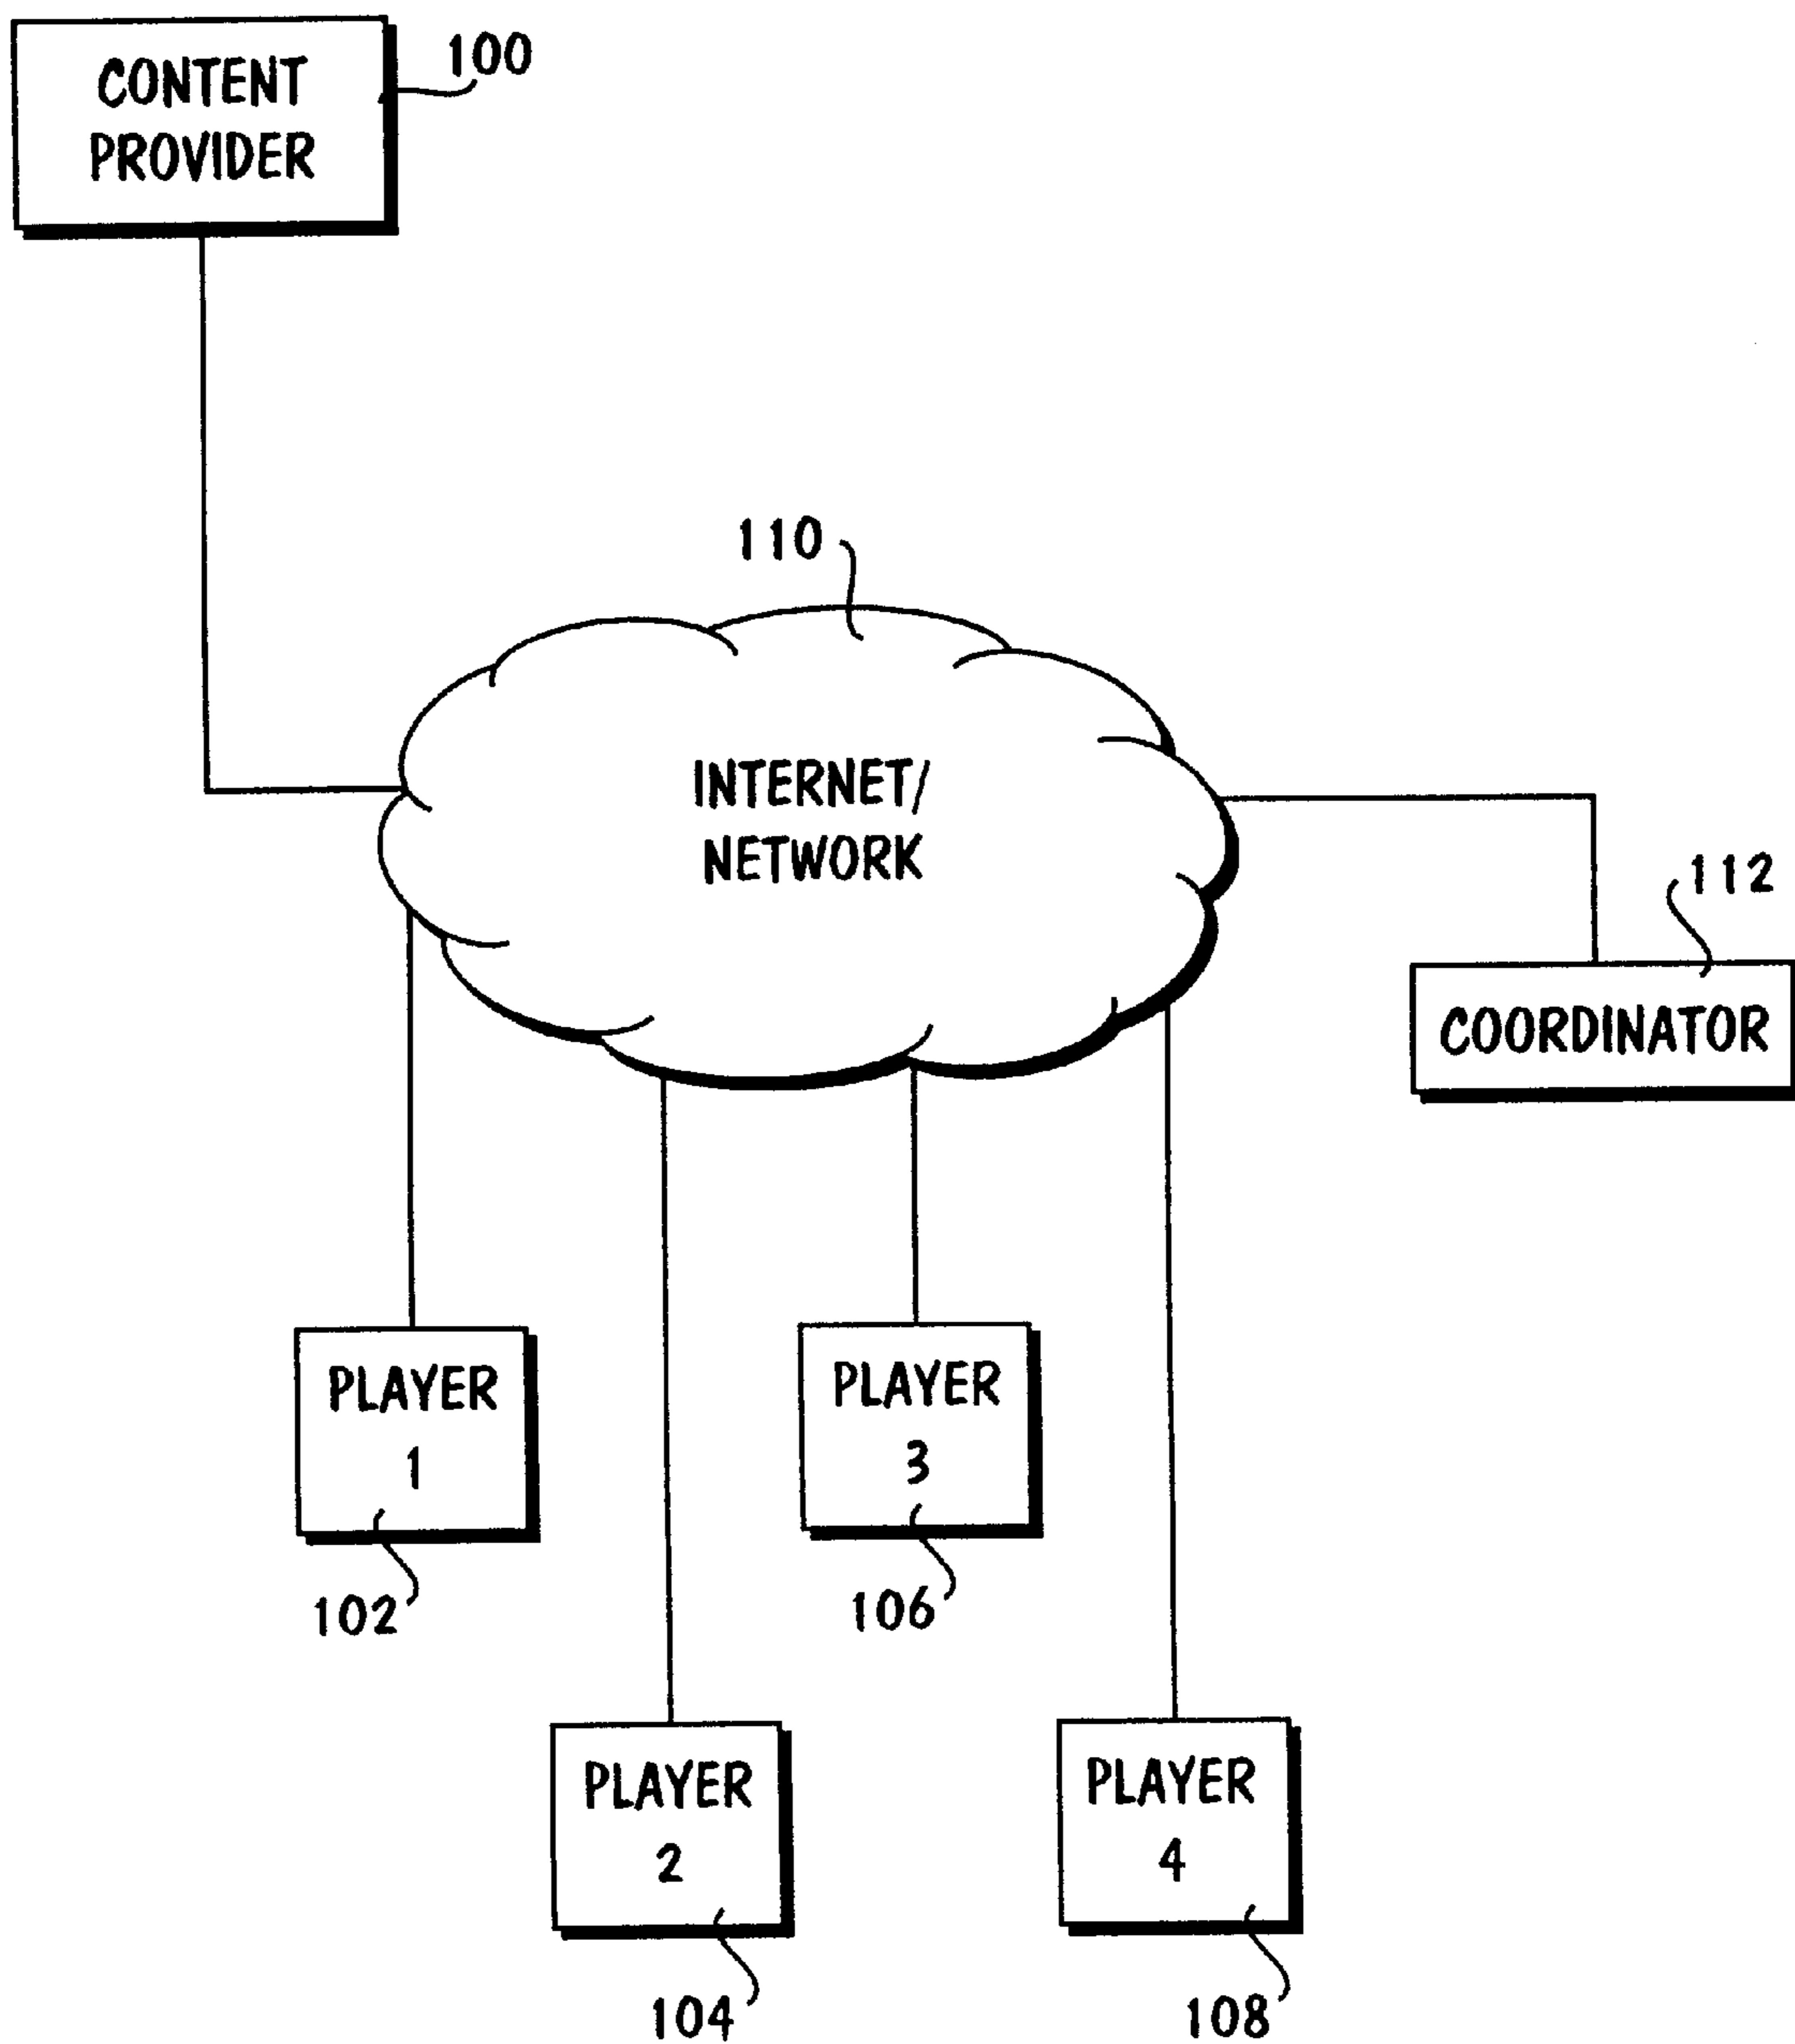 100
CONTENT
PROVIDER
110
INTERNET/
NETWORK
112
COORDINATOR
PLAYER
1
102
PLAYER
3
106
PLAYER
2
104
PLAYER
4
108